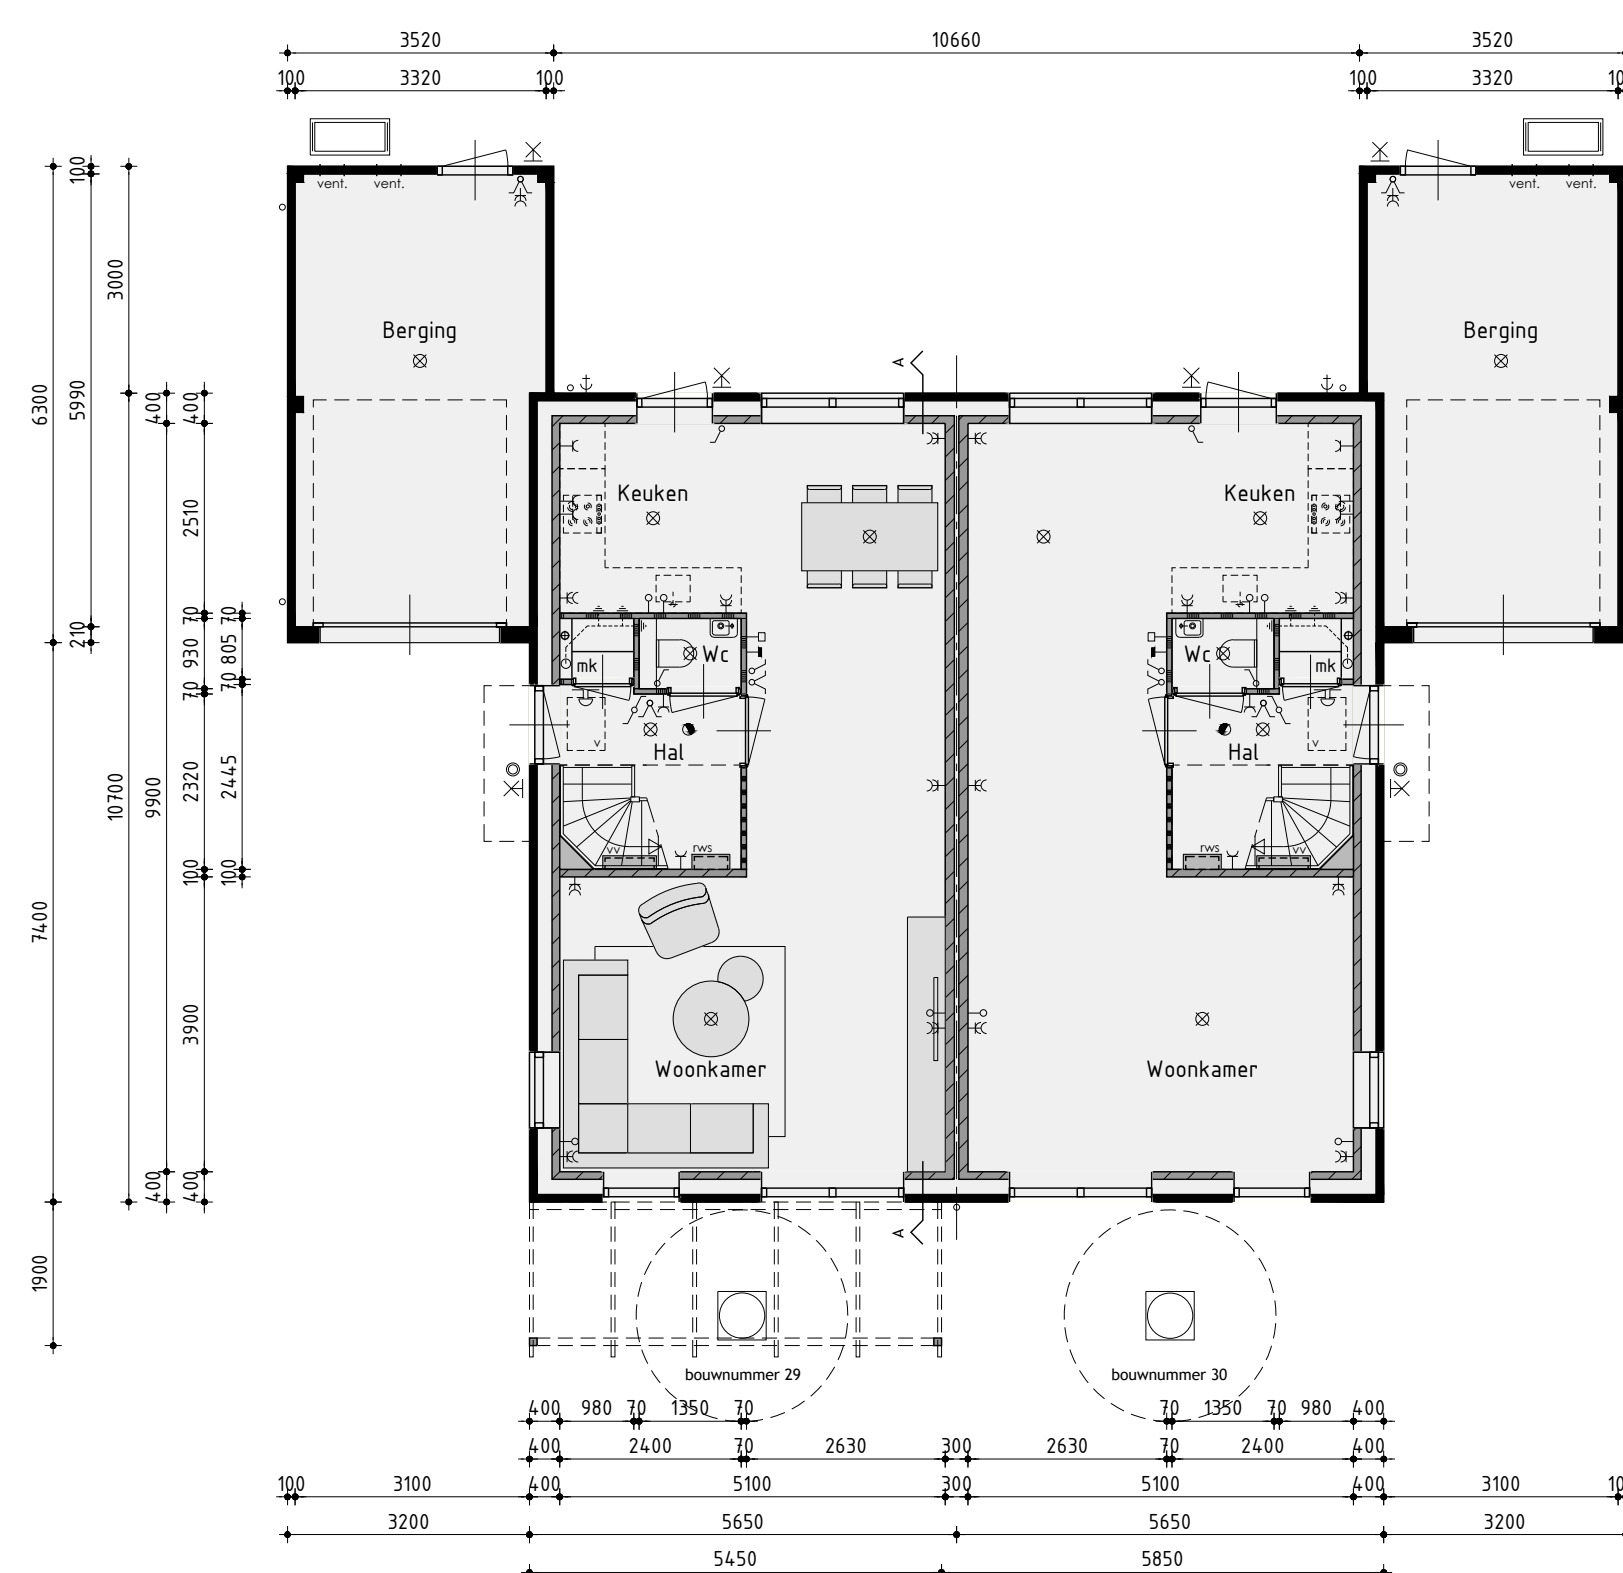 3520 10660 3520
100 3320 100 100 3320 10
vent. vent. vent. vent.
100
3000
Berging Berging
6300 5990 400 400
A
2510
Keuken Keuken
210 70 930 70 70 805 70
mk Wc Wc mk
Hal Hal
v v
10700 9900 2320 2445
vv rws rws vv
100 100
7400
3900
Woonkamer Woonkamer
400 400
A
1900
bouwnummer 29 bouwnummer 30
400 980 70 1350 70 70 1350 70 980 400
400 2400 70 2630 300 2630 70 2400 400
100 3100 400 5100 300 5100 400 3100 10
3200 5650 5650 3200
5450 5850